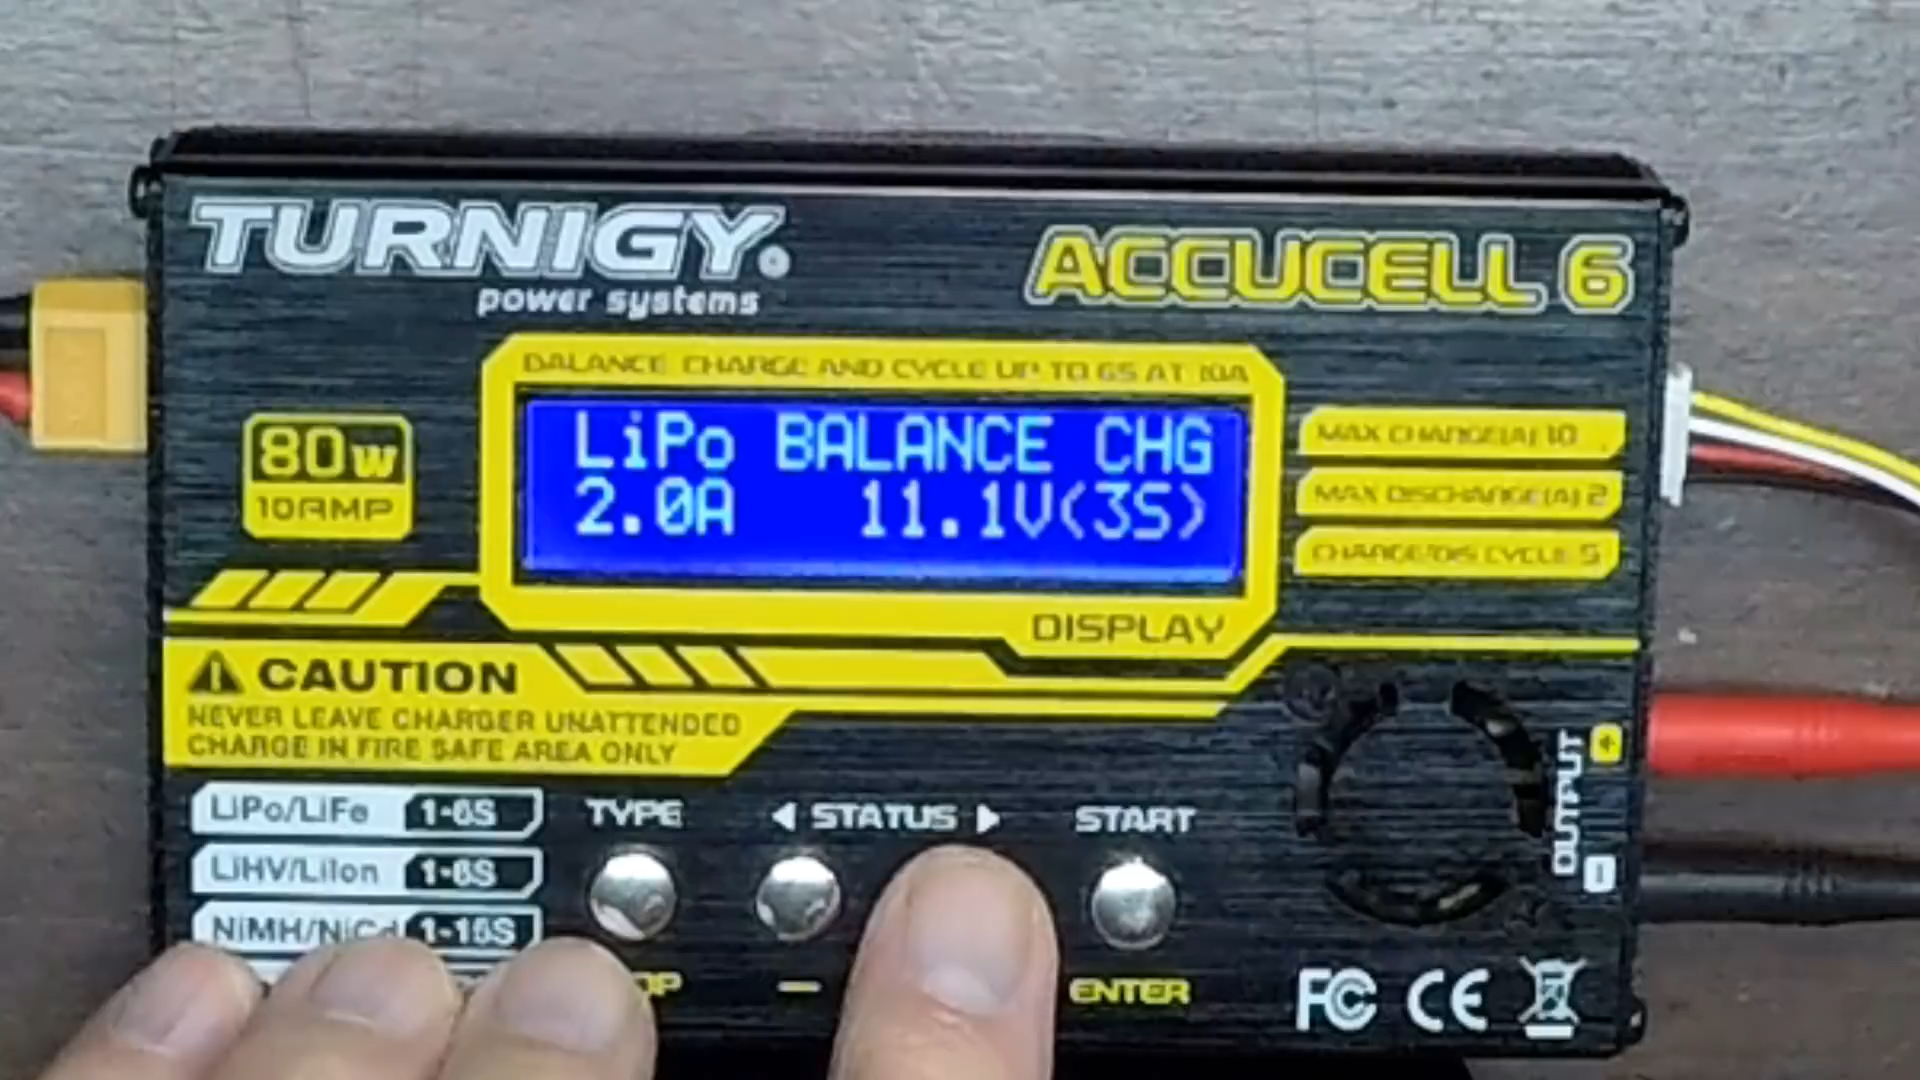 TURNIGY®
power systems
ACCUCELL 6
BALANCE CHARGE AND CYCLE UP TO 6S AT 10A
80W
10AMP
LiPo BALANCE CHG
2.0A 11.1V(3S)
MAX CHARGE(A) 10
MAX DISCHARGE(A) 2
CHARGE/DIS CYCLE 5
DISPLAY
CAUTION
NEVER LEAVE CHARGER UNATTENDED
CHARGE IN FIRE SAFE AREA ONLY
LiPo/LiFe 1-6S
LiHV/LiIon 1-6S
NiMH/NiCd 1-15S
TYPE
◀ STATUS ▶
START
OUTPUT
+
−
−
ENTER
FC CE